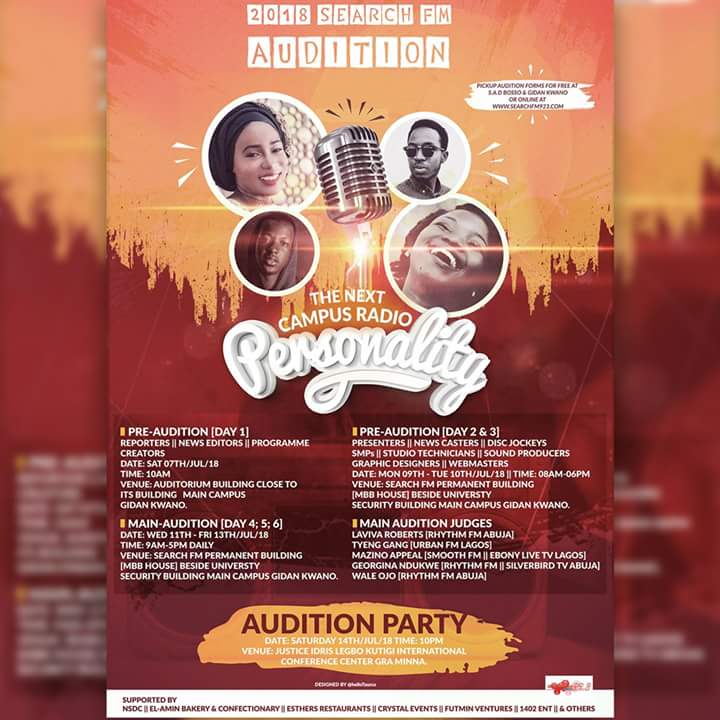 2018 SEARCH FM
AUDITION
PICKUP AUDITION FORMS FOR FREE AT
S.A.D BOSSO & GIDAN KWANO
OR ONLINE AT
WWW.SEARCHFM923.COM
THE NEXT
CAMPUS RADIO
Personality
PRE-AUDITION [DAY 1]
REPORTERS || NEWS EDITORS || PROGRAMME
CREATORS
DATE: SAT 07TH/JUL/18
TIME: 10AM
VENUE: AUDITORIUM BUILDING CLOSE TO
ITS BUILDING MAIN CAMPUS
GIDAN KWANO.
PRE-AUDITION [DAY 2 & 3]
PRESENTERS || NEWS CASTERS || DISC JOCKEYS
SMPs || STUDIO TECHNICIANS || SOUND PRODUCERS
GRAPHIC DESIGNERS || WEBMASTERS
DATE: MON 09TH - TUE 10TH/JUL/18 || TIME: 08AM-06PM
VENUE: SEARCH FM PERMANENT BUILDING
[MBB HOUSE] BESIDE UNIVERSTY
SECURITY BUILDING MAIN CAMPUS GIDAN KWANO.
MAIN-AUDITION [DAY 4; 5; 6]
DATE: WED 11TH - FRI 13TH/JUL/18
TIME: 9AM-5PM DAILY
VENUE: SEARCH FM PERMANENT BUILDING
[MBB HOUSE] BESIDE UNIVERSTY
SECURITY BUILDING MAIN CAMPUS GIDAN KWANO.
MAIN AUDITION JUDGES
LAVIVA ROBERTS [RHYTHM FM ABUJA]
TYENG GANG [URBAN FM LAGOS]
MAZINO APPEAL [SMOOTH FM || EBONY LIVE TV LAGOS]
GEORGINA NDUKWE [RHYTHM FM || SILVERBIRD TV ABUJA]
WALE OJO [RHYTHM FM ABUJA]
AUDITION PARTY
DATE: SATURDAY 14TH/JUL/18 TIME: 10PM
VENUE: JUSTICE IDRIS LEGBO KUTIGI INTERNATIONAL
CONFERENCE CENTER GRA MINNA.
DESIGNED BY
SUPPORTED BY
NSDC || EL-AMIN BAKERY & CONFECTIONARY || ESTHERS RESTAURANTS || CRYSTAL EVENTS || FUTMIN VENTURES || 1402 ENT || & OTHERS